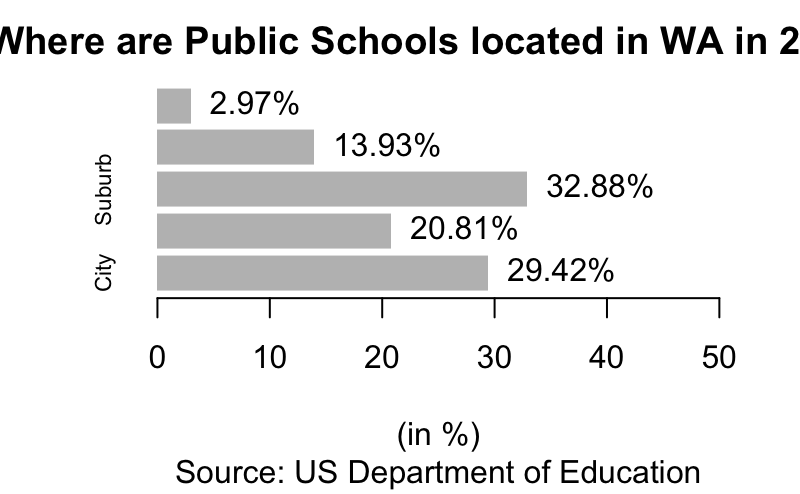 Where are Public Schools located in WA in 2
2.97%
13.93%
Suburb
32.88%
20.81%
City
29.42%
0 10 20 30 40 50
(in %)
Source: US Department of Education